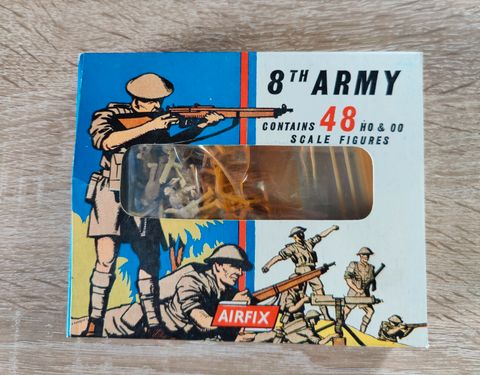 8TH ARMY
CONTAINS 48 HO & OO
SCALE FIGURES
AIRFIX